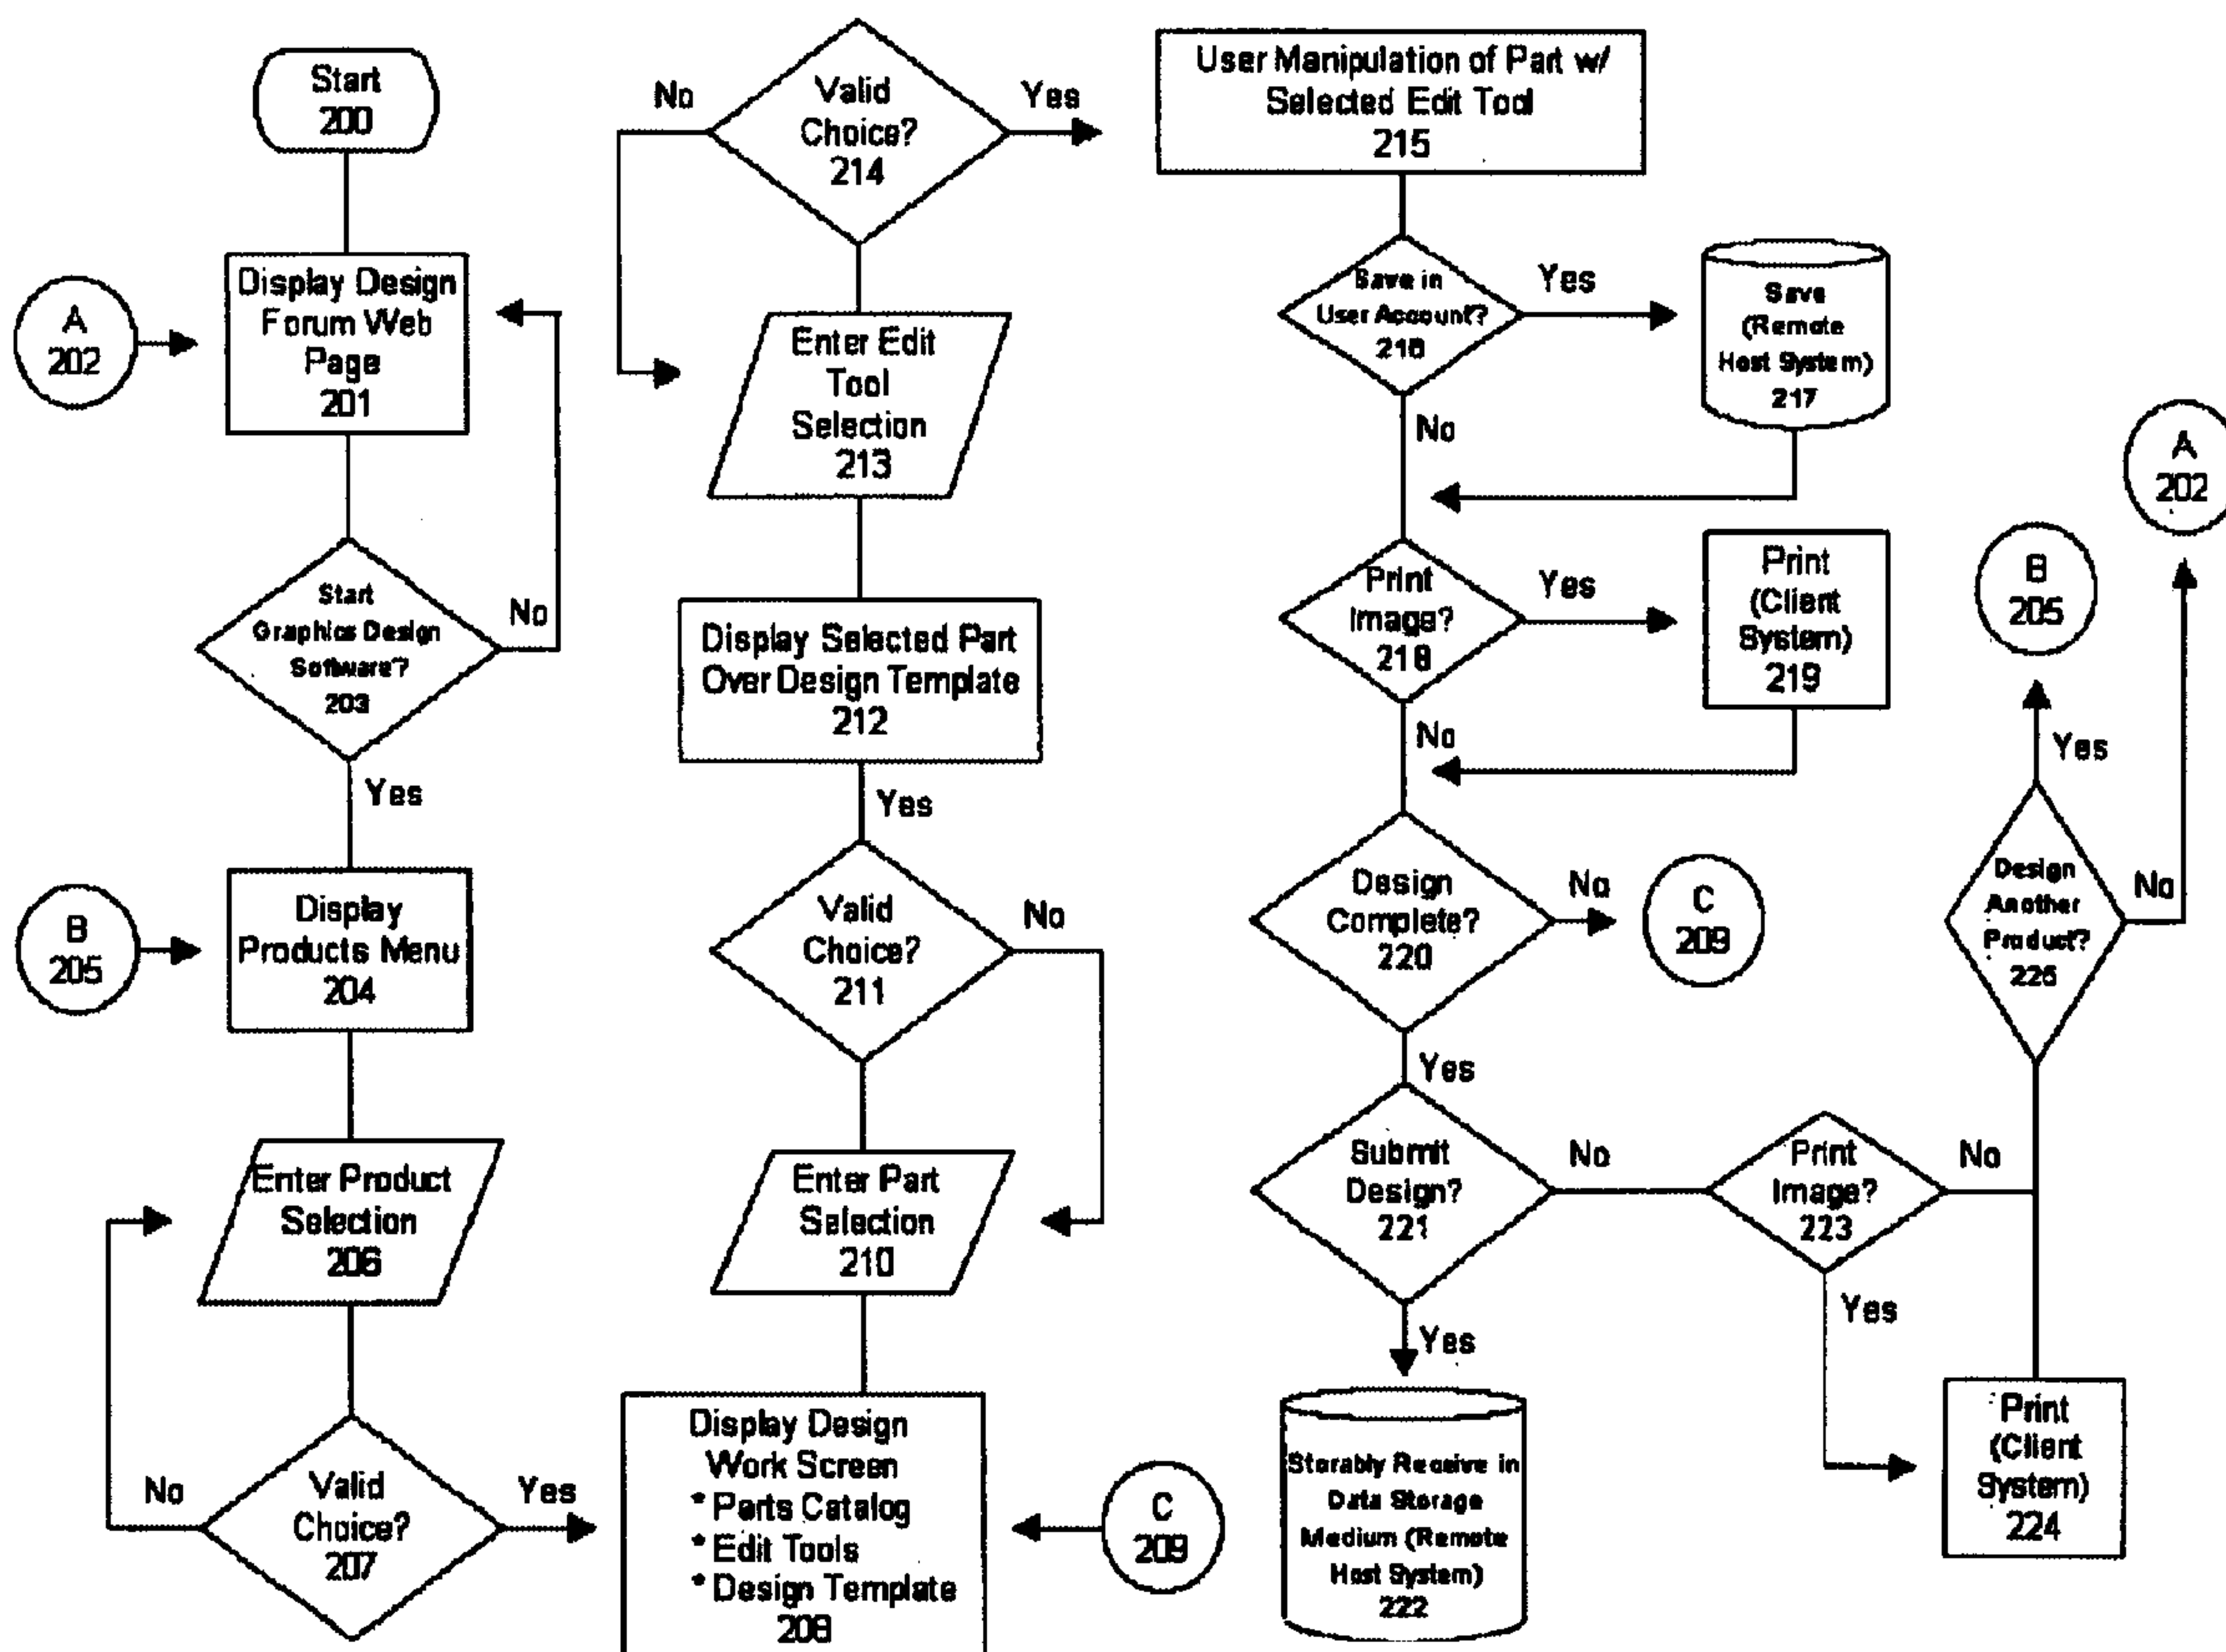 Start
200
A
202
Display Design
Forum Web
Page
201
Start
Graphics Design
Software?
203
No
Yes
B
205
Display
Products Menu
204
Enter Product
Selection
206
No
Valid
Choice?
207
Yes
Display Design
Work Screen
* Parts Catalog
* Edit Tools
* Design Template
208
C
209
Enter Part
Selection
210
Valid
Choice?
211
No
Yes
Display Selected Part
Over Design Template
212
Enter Edit
Tool
Selection
213
No
Valid
Choice?
214
Yes
User Manipulation of Part w/
Selected Edit Tool
215
Save in
User Account?
216
Yes
Save
(Remote
Host System)
217
No
Print
Image?
218
Yes
Print
(Client
System)
219
No
Design
Complete?
220
No
C
209
Yes
Submit
Design?
221
No
Yes
Storably Receive in
Data Storage
Medium (Remote
Host System)
222
Print
Image?
223
No
Yes
Print
(Client
System)
224
Design
Another
Product?
225
Yes
B
205
No
A
202